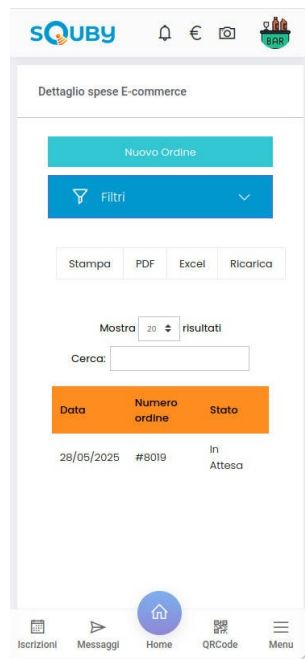 SQUBY
€
BAR
Dettaglio spese E-commerce
Nuovo Ordine
Filtri
Stampa PDF Excel Ricarica
Mostra 20 risultati
Cerca:
Data Numero ordine Stato
28/05/2025 #8019 In Attesa
Iscrizioni Messaggi Home QRCode Menu